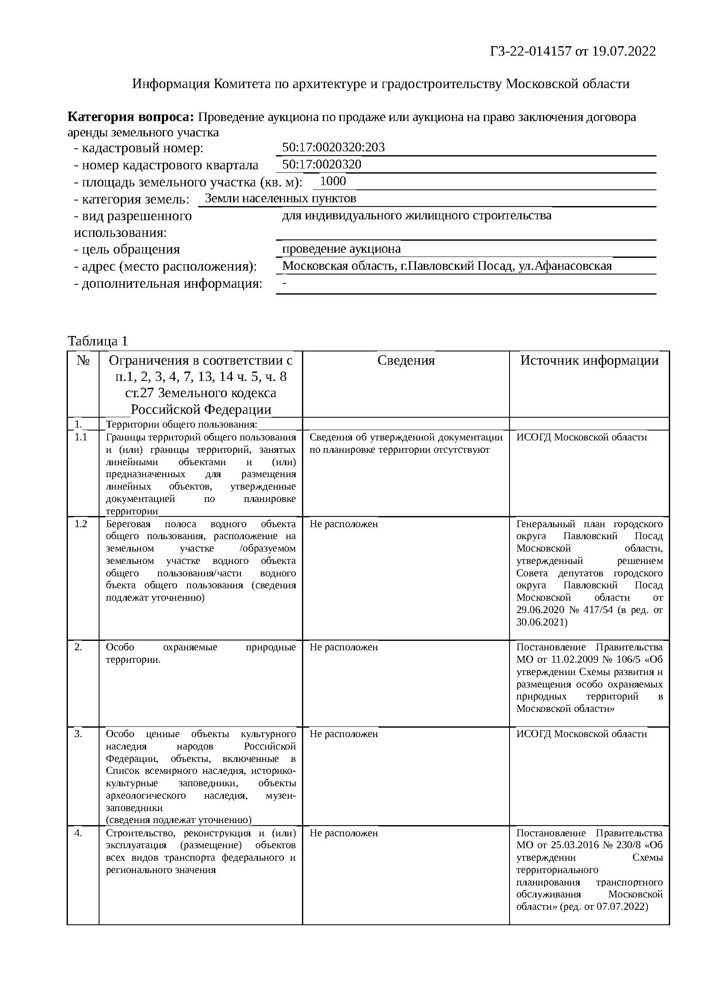 ГЗ-22-014157 от 19.07.2022
Информация Комитета по архитектуре и градостроительству Московской области
Категория вопроса: Проведение аукциона по продаже или аукциона на право заключения договора
аренды земельного участка
- кадастровый номер: 50:17:0020320:203
- номер кадастрового квартала 50:17:0020320
- площадь земельного участка (кв. м): 1000
- категория земель: Земли населенных пунктов
- вид разрешенного для индивидуального жилищного строительства
использования:
- цель обращения проведение аукциона
- адрес (место расположения): Московская область, г.Павловский Посад, ул.Афанасовская
- дополнительная информация: -
Таблица 1
№
Ограничения в соответствии с
п.1, 2, 3, 4, 7, 13, 14 ч. 5, ч. 8
ст.27 Земельного кодекса
Российской Федерации
Сведения
Источник информации
1.
Территории общего пользования:
1.1
Границы территорий общего пользования
и (или) границы территорий, занятых
линейными объектами и (или)
предназначенных для размещения
линейных объектов, утвержденные
документацией по планировке
территории
Сведения об утвержденной документации
по планировке территории отсутствуют
ИСОГД Московской области
1.2
Береговая полоса водного объекта
общего пользования, расположение на
земельном участке /образуемом
земельном участке водного объекта
общего пользования/части водного
бъекта общего пользования (сведения
подлежат уточнению)
Не расположен
Генеральный план городского
округа Павловский Посад
Московской области,
утвержденный решением
Совета депутатов городского
округа Павловский Посад
Московской области от
29.06.2020 № 417/54 (в ред. от
30.06.2021)
2.
Особо охраняемые природные
территории.
Не расположен
Постановление Правительства
МО от 11.02.2009 № 106/5 «Об
утверждении Схемы развития и
размещения особо охраняемых
природных территорий в
Московской области»
3.
Особо ценные объекты культурного
наследия народов Российской
Федерации, объекты, включенные в
Список всемирного наследия, историко-
культурные заповедники, объекты
археологического наследия, музеи-
заповедники
(сведения подлежат уточнению)
Не расположен
ИСОГД Московской области
4.
Строительство, реконструкция и (или)
эксплуатация (размещение) объектов
всех видов транспорта федерального и
регионального значения
Не расположен
Постановление Правительства
МО от 25.03.2016 № 230/8 «Об
утверждении Схемы
территориального
планирования транспортного
обслуживания Московской
области» (ред. от 07.07.2022)